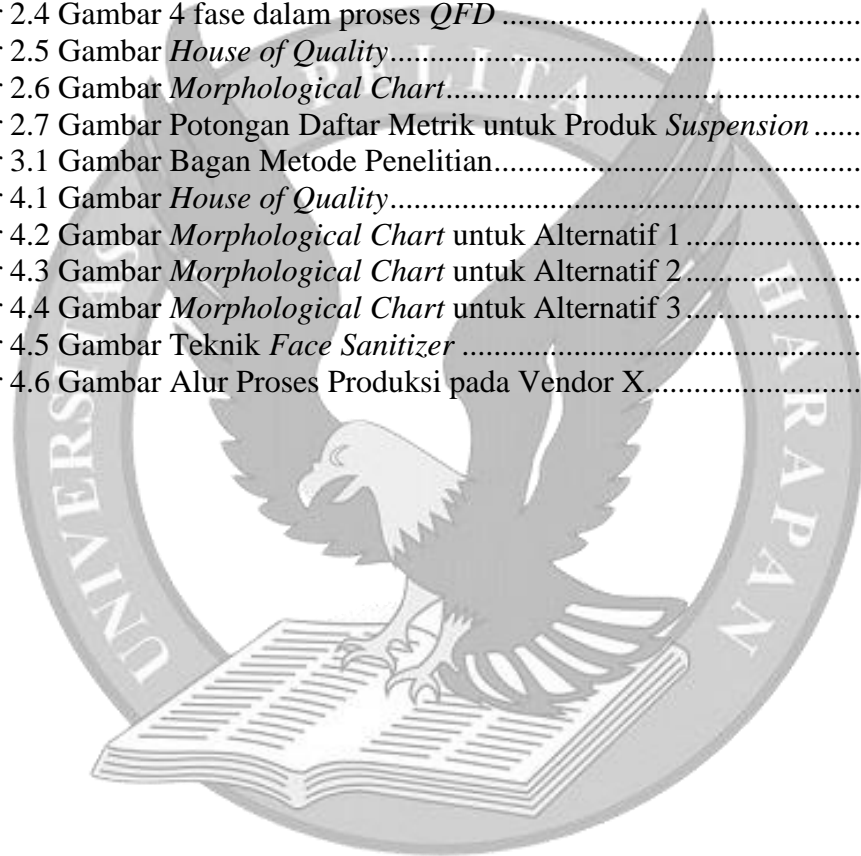 r 2.4 Gambar 4 fase dalam proses QFD ........................................
r 2.5 Gambar House of Quality.....................................................
r 2.6 Gambar Morphological Chart..............................................
r 2.7 Gambar Potongan Daftar Metrik untuk Produk Suspension ......
r 3.1 Gambar Bagan Metode Penelitian.........................................
r 4.1 Gambar House of Quality.....................................................
r 4.2 Gambar Morphological Chart untuk Alternatif 1 ....................
r 4.3 Gambar Morphological Chart untuk Alternatif 2 ....................
r 4.4 Gambar Morphological Chart untuk Alternatif 3 ....................
r 4.5 Gambar Teknik Face Sanitizer .............................................
r 4.6 Gambar Alur Proses Produksi pada Vendor X.........................
UNIVERSITAS PELITA HARAPAN